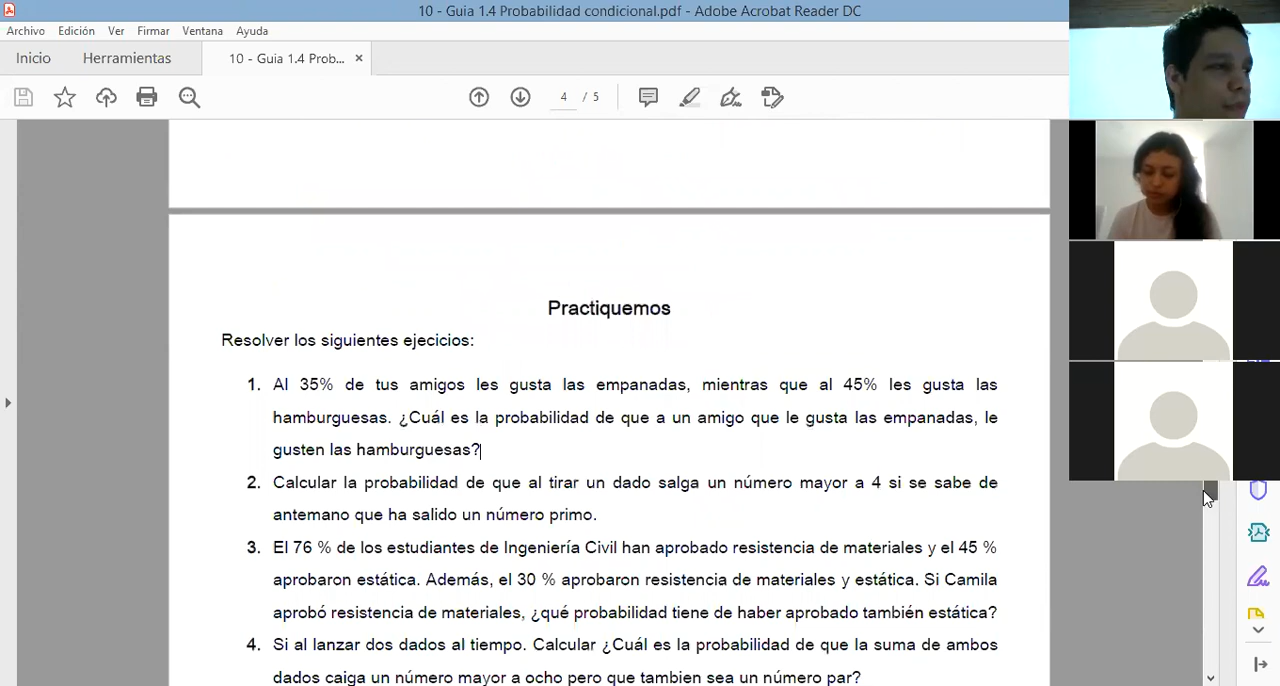 10 - Guia 1.4 Probabilidad condicional.pdf - Adobe Acrobat Reader DC
Archivo Edición Ver Firmar Ventana Ayuda
Inicio Herramientas 10 - Guia 1.4 Prob... ×
4 / 5
Practiquemos
Resolver los siguientes ejecicios:
1. Al 35% de tus amigos les gusta las empanadas, mientras que al 45% les gusta las
hamburguesas. ¿Cuál es la probabilidad de que a un amigo que le gusta las empanadas, le
gusten las hamburguesas?
2. Calcular la probabilidad de que al tirar un dado salga un número mayor a 4 si se sabe de
antemano que ha salido un número primo.
3. El 76 % de los estudiantes de Ingeniería Civil han aprobado resistencia de materiales y el 45 %
aprobaron estática. Además, el 30 % aprobaron resistencia de materiales y estática. Si Camila
aprobó resistencia de materiales, ¿qué probabilidad tiene de haber aprobado también estática?
4. Si al lanzar dos dados al tiempo. Calcular ¿Cuál es la probabilidad de que la suma de ambos
dados caiga un número mayor a ocho pero que tambien sea un número par?